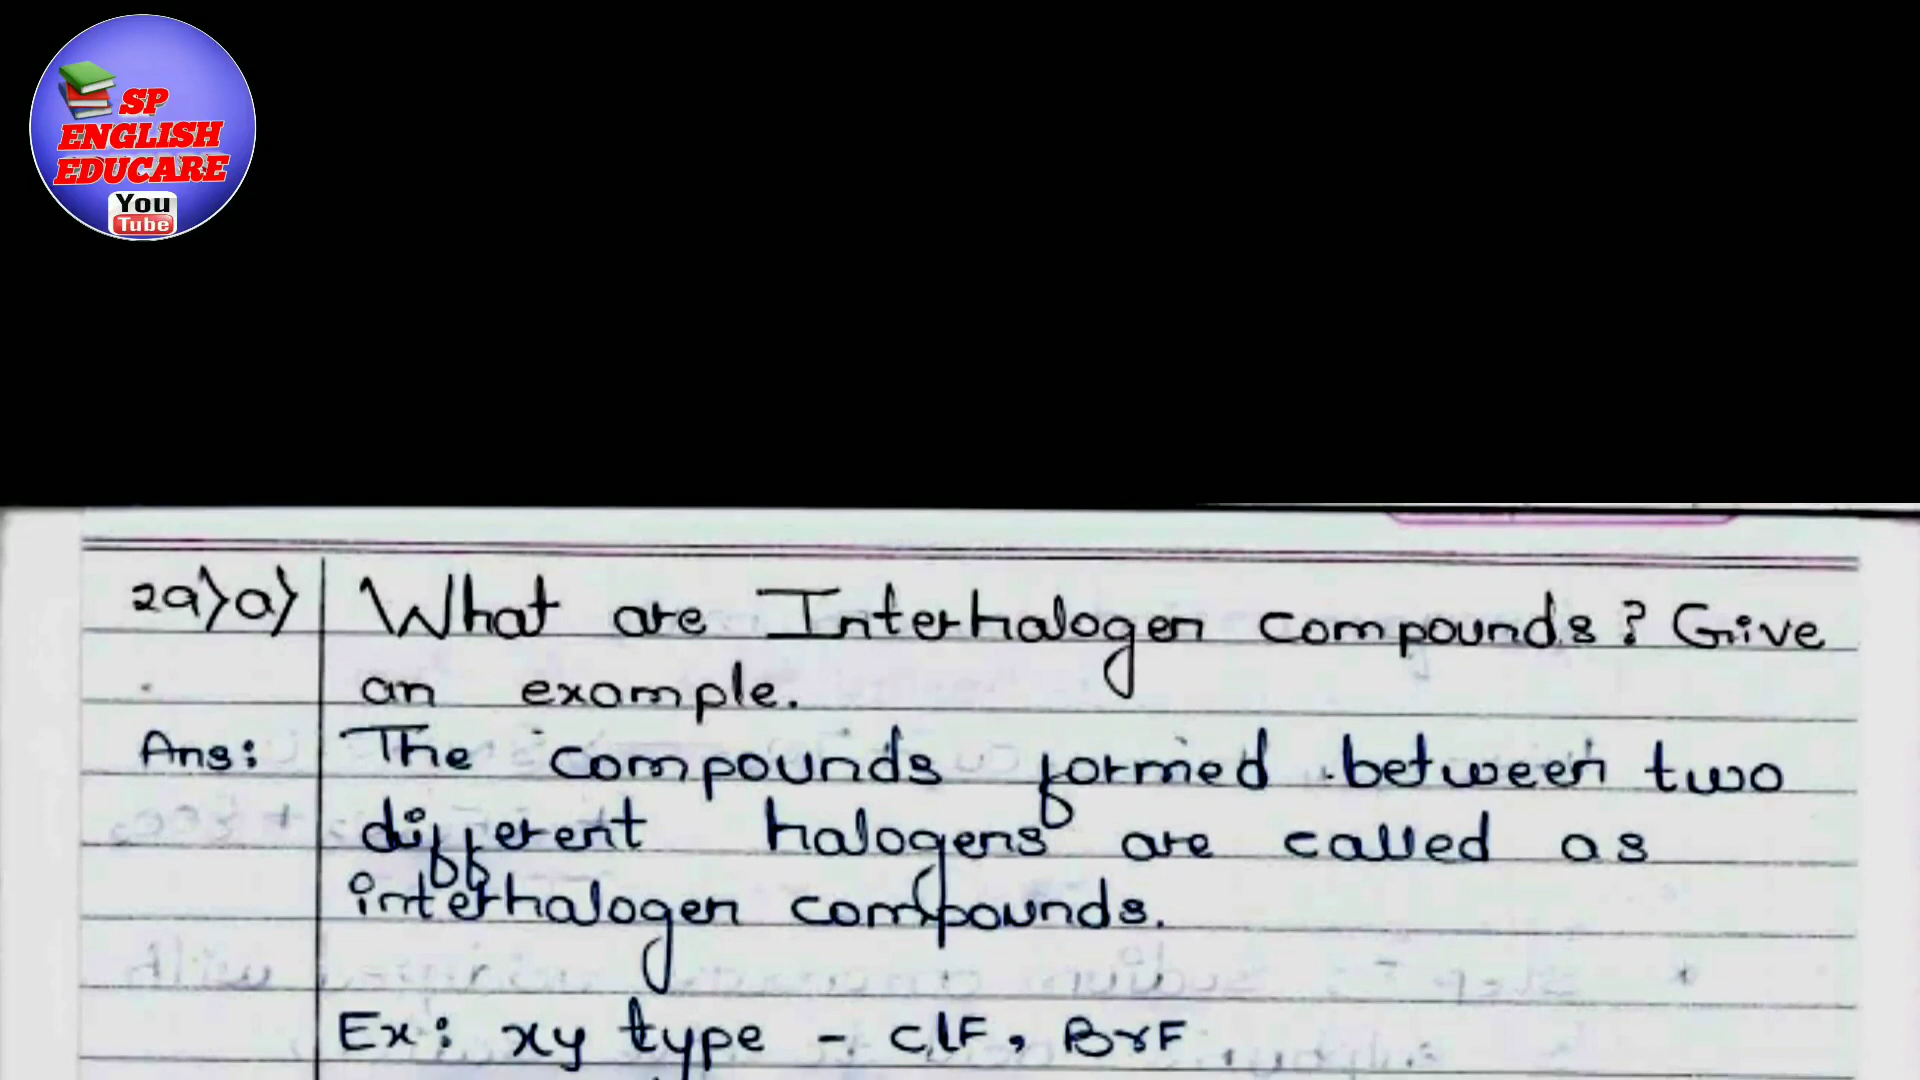 SP
ENGLISH
EDUCARE
You
Tube
29) a) What are Interhalogen compounds? Give
an example.
Ans: The compounds formed between two
different halogens are called as
interhalogen compounds.
Ex: xy type - ClF, BrF